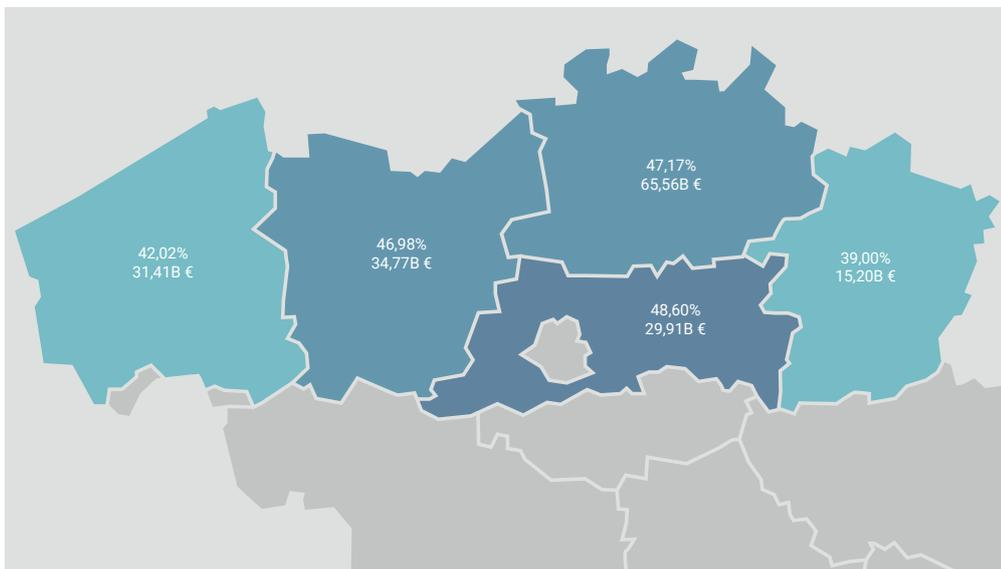 47,17%
65,56B €
42,02%
31,41B €
46,98%
34,77B €
39,00%
15,20B €
48,60%
29,91B €